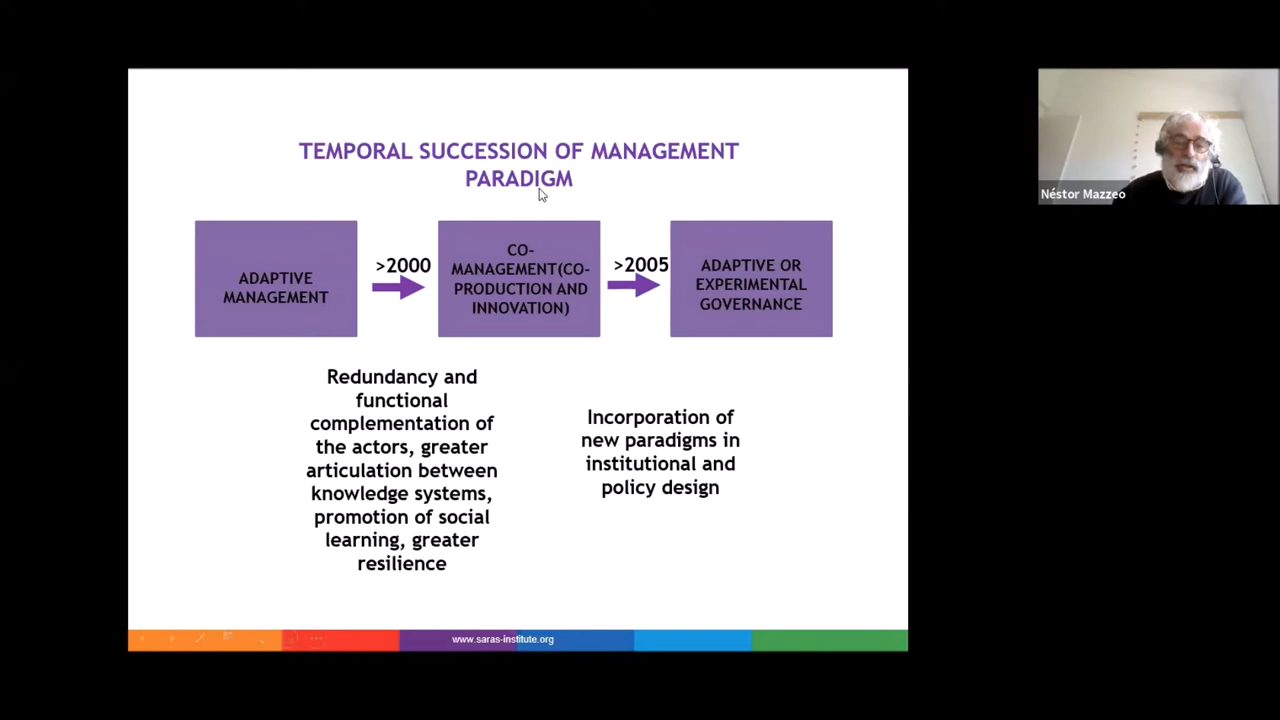 TEMPORAL SUCCESSION OF MANAGEMENT
PARADIGM
ADAPTIVE
MANAGEMENT
>2000
CO-
MANAGEMENT(CO-
PRODUCTION AND
INNOVATION)
>2005
ADAPTIVE OR
EXPERIMENTAL
GOVERNANCE
Redundancy and
functional
complementation of
the actors, greater
articulation between
knowledge systems,
promotion of social
learning, greater
resilience
Incorporation of
new paradigms in
institutional and
policy design
www.saras-institute.org
Néstor Mazzeo